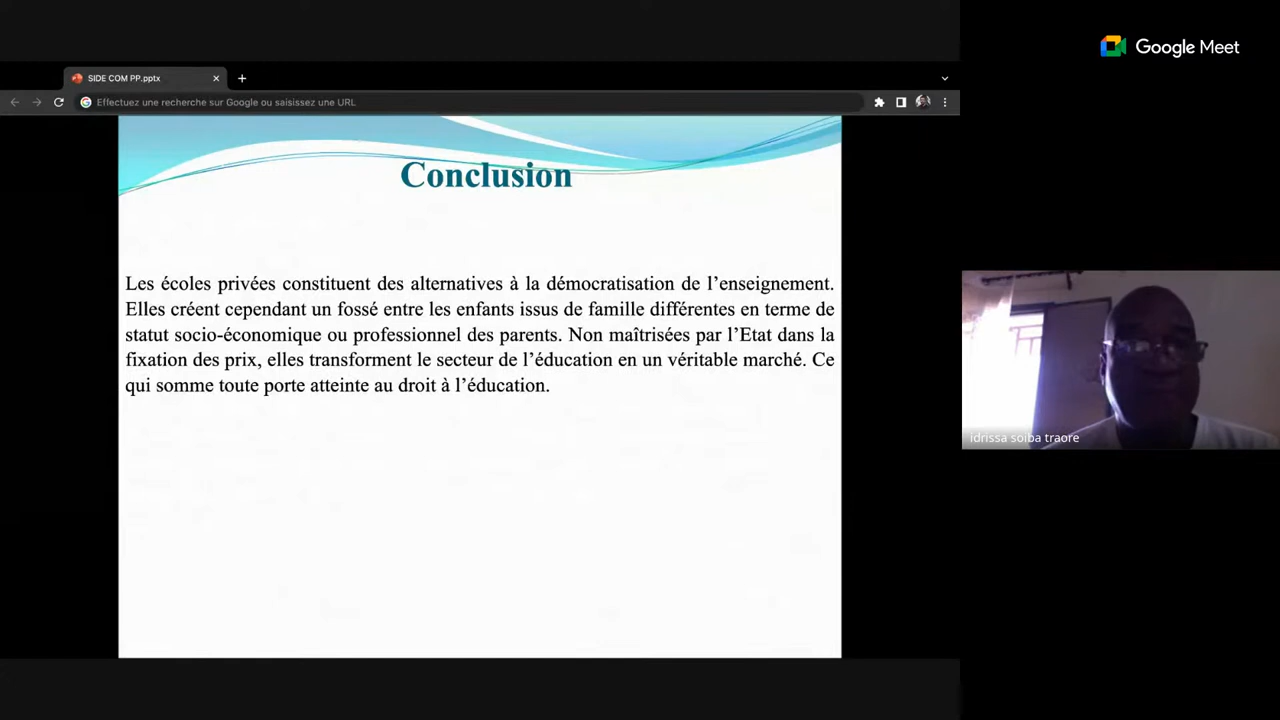 Google Meet
SIDE COM PP.pptx
Effectuez une recherche sur Google ou saisissez une URL
Conclusion
Les écoles privées constituent des alternatives à la démocratisation de l’enseignement.
Elles créent cependant un fossé entre les enfants issus de famille différentes en terme de
statut socio-économique ou professionnel des parents. Non maîtrisées par l’Etat dans la
fixation des prix, elles transforment le secteur de l’éducation en un véritable marché. Ce
qui somme toute porte atteinte au droit à l’éducation.
idrissa soiba traore